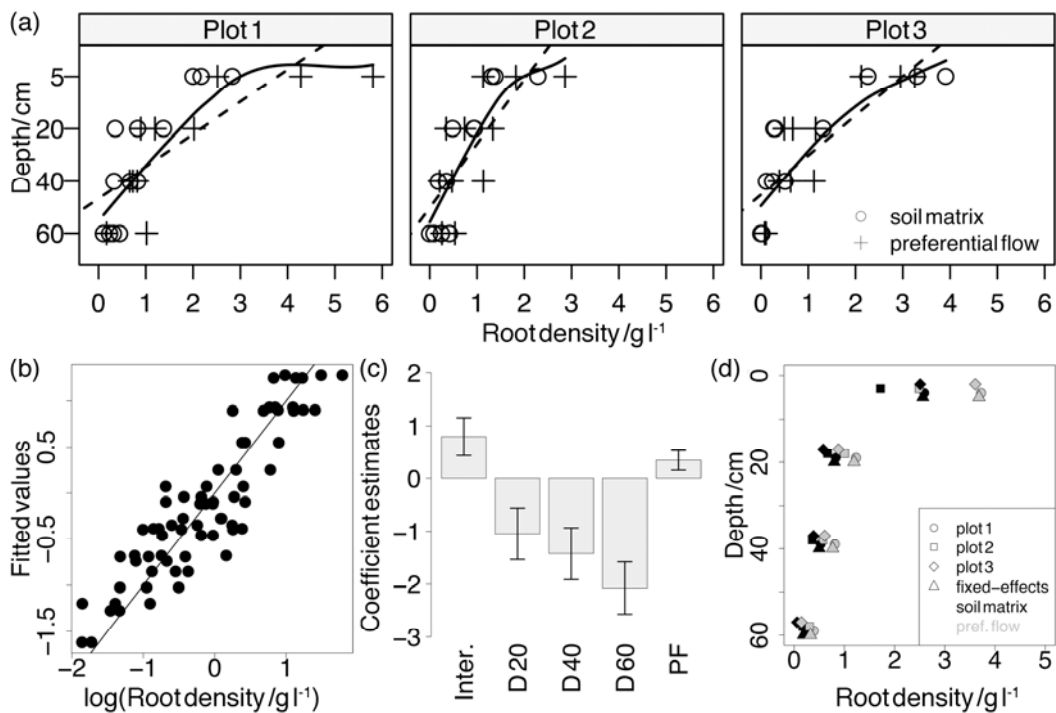 (a)
Plot 1
Plot 2
Plot 3
Depth/cm
5
20
40
60
soil matrix
preferential flow
0 1 2 3 4 5 6
0 1 2 3 4 5 6
0 1 2 3 4 5 6
Root density/g l-1
(b)
Fitted values
0.5
-0.5
-1.5
-2 -1 0 1
log(Root density/g l-1)
(c)
Coefficient estimates
2
1
0
-1
-2
-3
Inter.
D20
D40
D60
PF
(d)
Depth/cm
0
20
40
60
plot 1
plot 2
plot 3
fixed-effects
soil matrix
pref. flow
0 1 2 3 4 5
Root density/g l-1